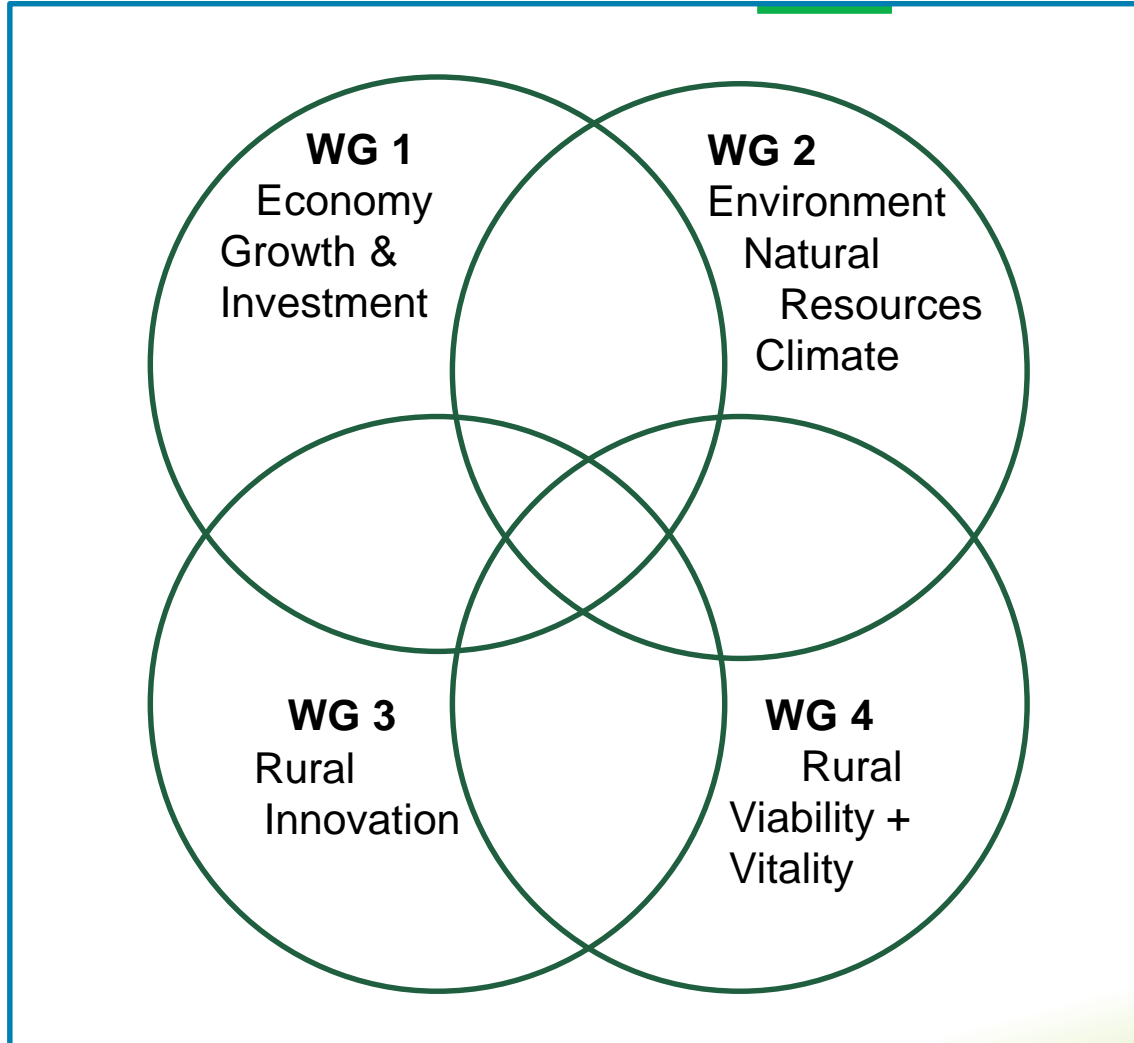 WG 1
Economy
Growth &
Investment
WG 2
Environment
Natural
Resources
Climate
WG 3
Rural
Innovation
WG 4
Rural
Viability +
Vitality